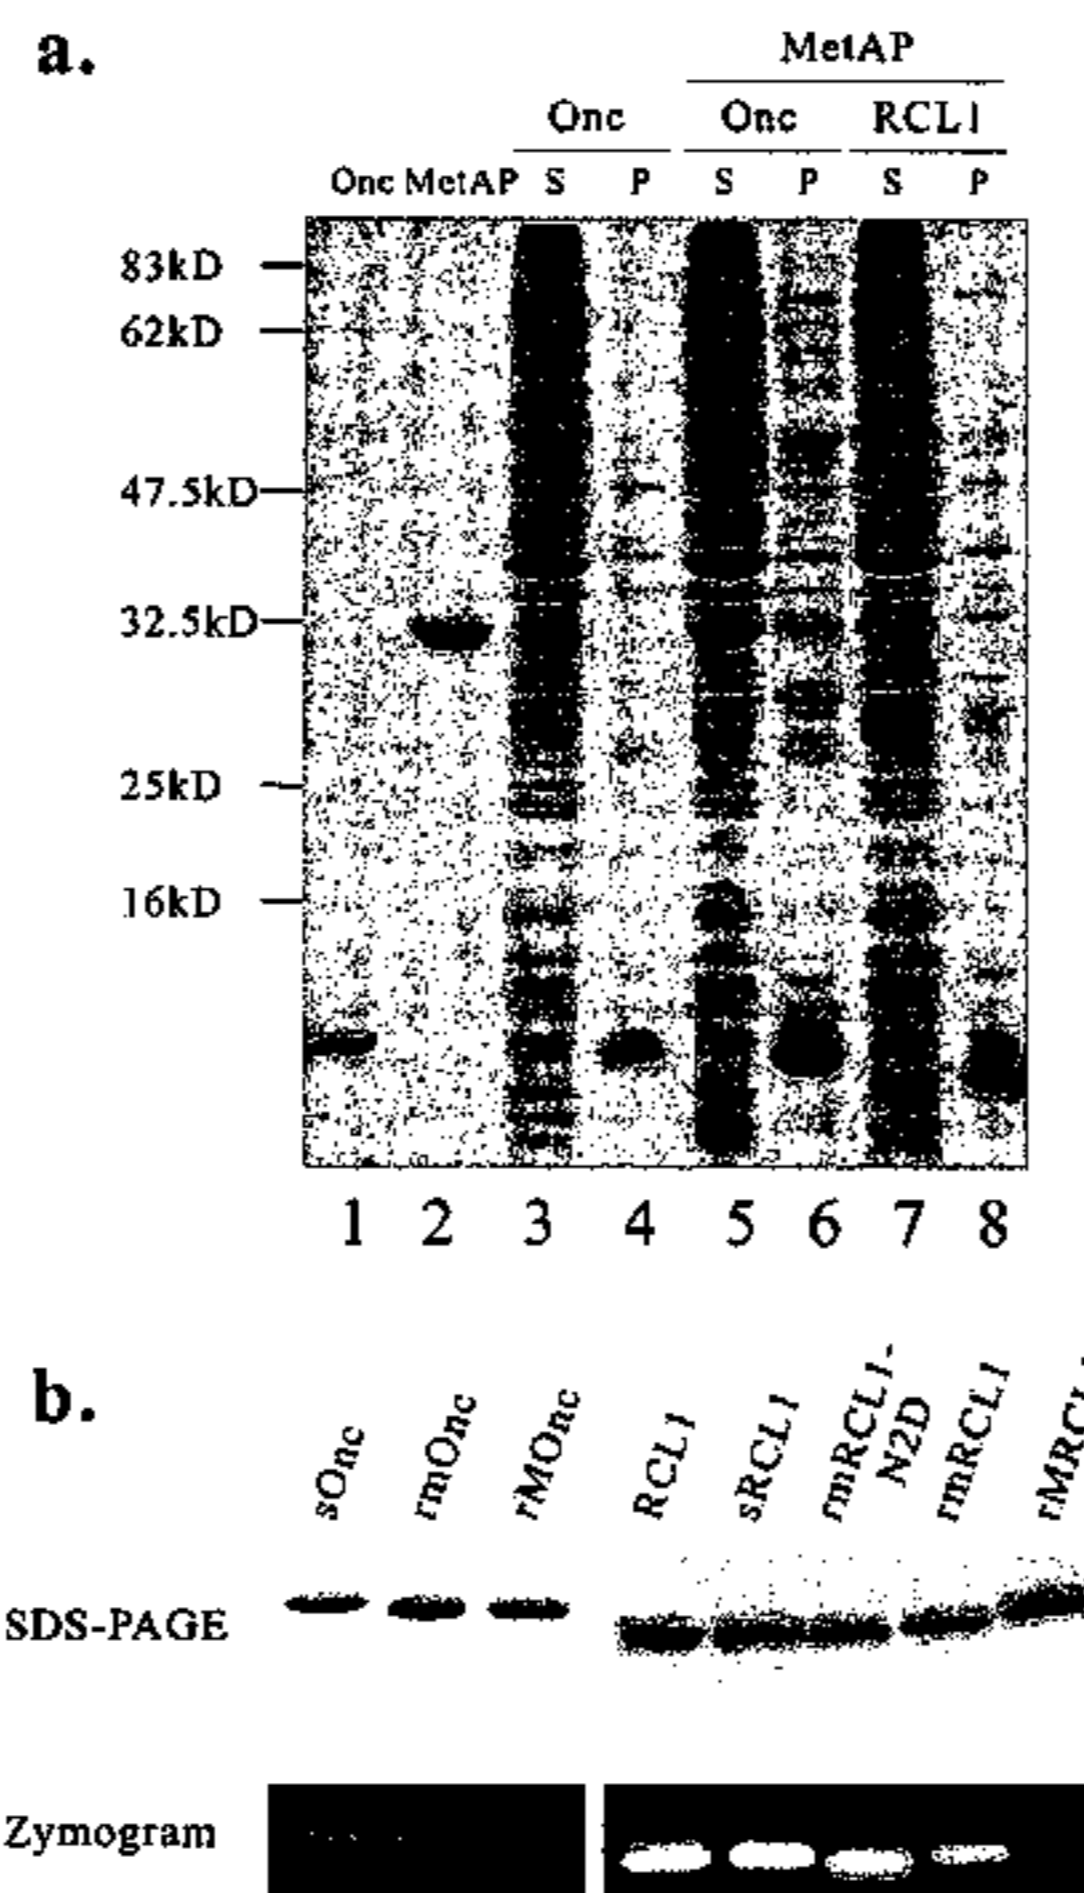 a.
MetAP
Onc Onc RCL1
Onc MetAP S P S P S P
83kD
62kD
47.5kD
32.5kD
25kD
16kD
1 2 3 4 5 6 7 8
b.
sOnc rmOnc rMOnc RCL1 sRCL1 rmRCL1-N2D rmRCL1
SDS-PAGE
Zymogram